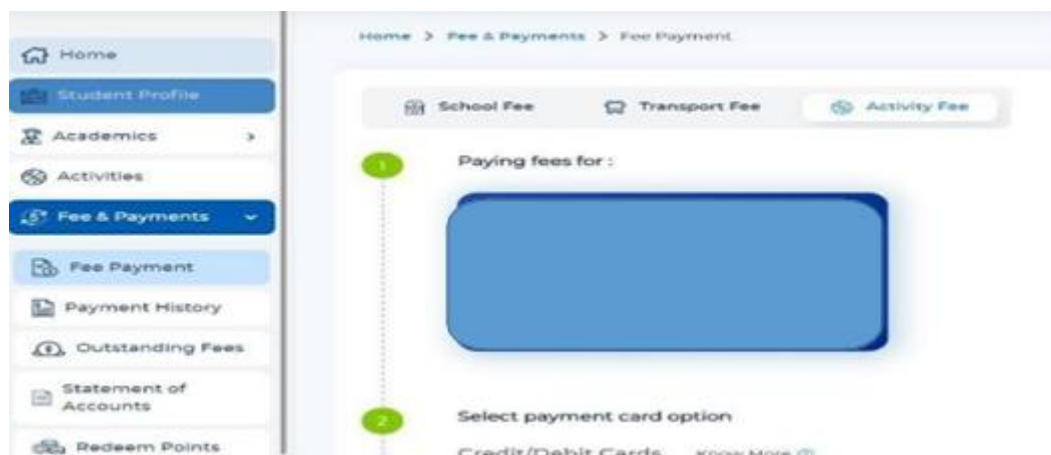 Home > Fee & Payments > Fee Payment
Home
Student Profile
Academics >
Activities
Fee & Payments
Fee Payment
Payment History
Outstanding Fees
Statement of
Accounts
Redeem Points
School Fee Transport Fee Activity Fee
1 Paying fees for :
2 Select payment card option
Credit/Debit Cards Know More